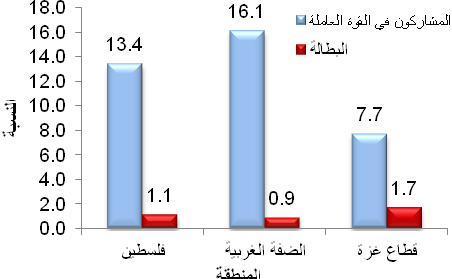 18.0
16.0
14.0
12.0
10.0
8.0
6.0
4.0
2.0
0.0
النسبة
المشاركون في القوة العاملة
البطالة
13.4
1.1
16.1
0.9
7.7
1.7
فلسطين
الضفة الغربية
قطاع غزة
المنطقة